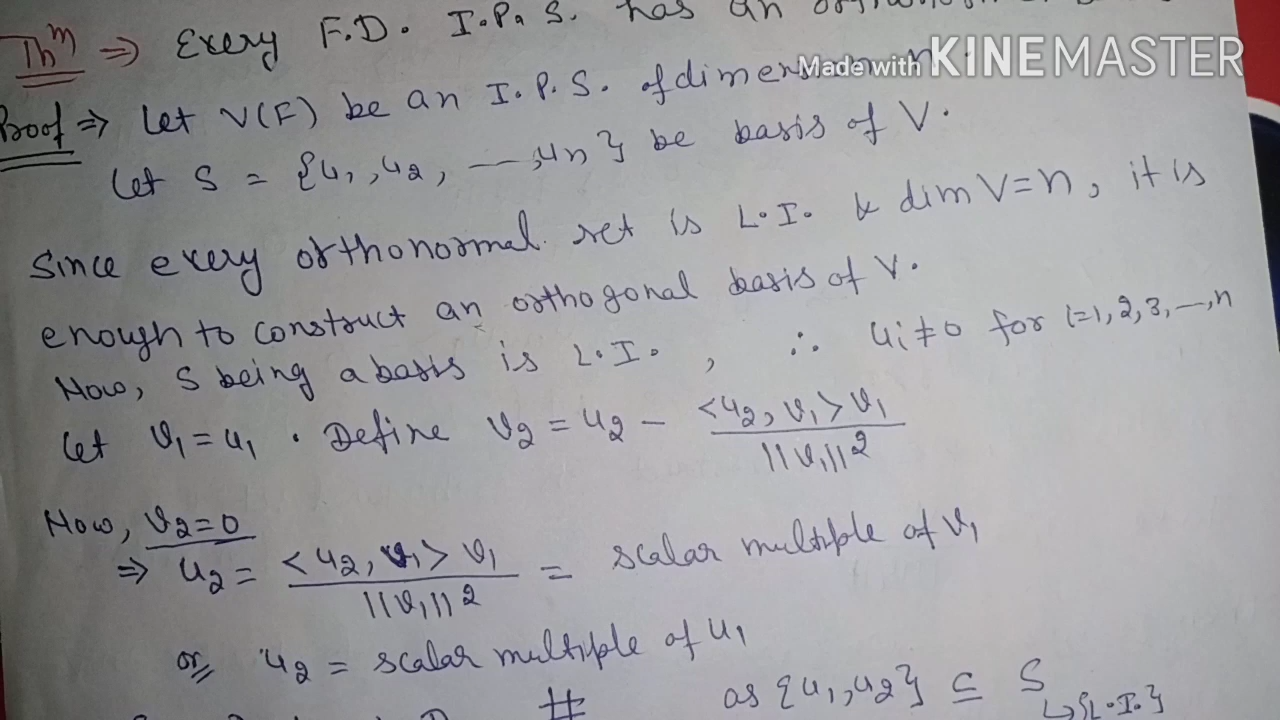 Thm ⇒ Every F.D. I.P.S. has an
Made with KINEMASTER
Proof ⇒ Let V(F) be an I.P.S. of dimension n.
Let S = {u₁, u₂, ---, un} be basis of V.
Since every orthonormal set is L.I. & dim V=n, it is
enough to construct an orthogonal basis of V.
Now, S being a basis is L.I., ∴ ui≠0 for i=1,2,3,--,n
Let v₁=u₁. Define v₂ = u₂ - <u₂, v₁>v₁ / ||v₁||²
Now, v₂=0
⇒ u₂ = <u₂, v₁> v₁ / ||v₁||² = scalar multiple of v₁
or u₂ = scalar multiple of u₁
# as {u₁, u₂} ⊆ S
↳{L.I.}